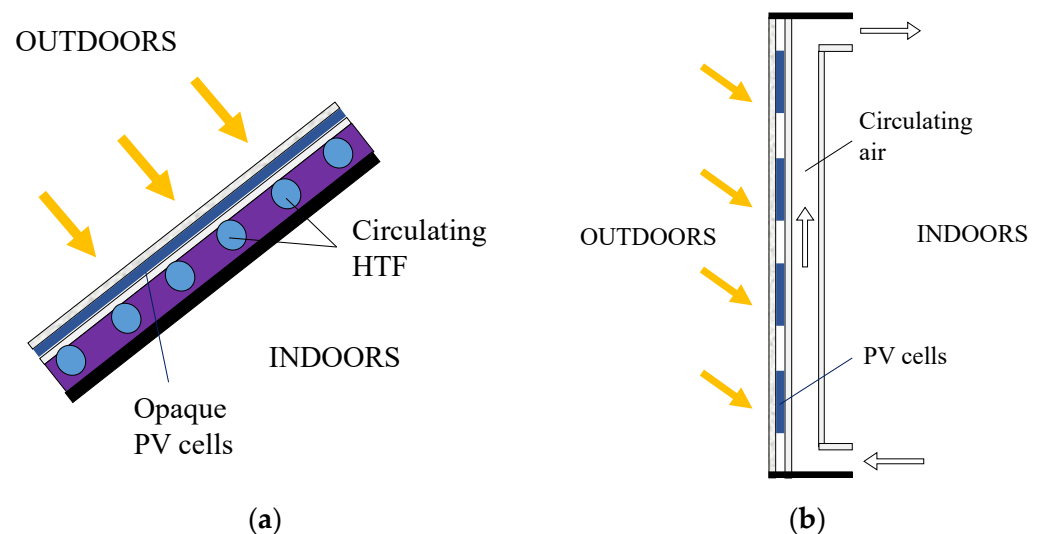 OUTDOORS
Circulating
HTF
INDOORS
Opaque
PV cells
(a)
Circulating
air
OUTDOORS
INDOORS
PV cells
(b)